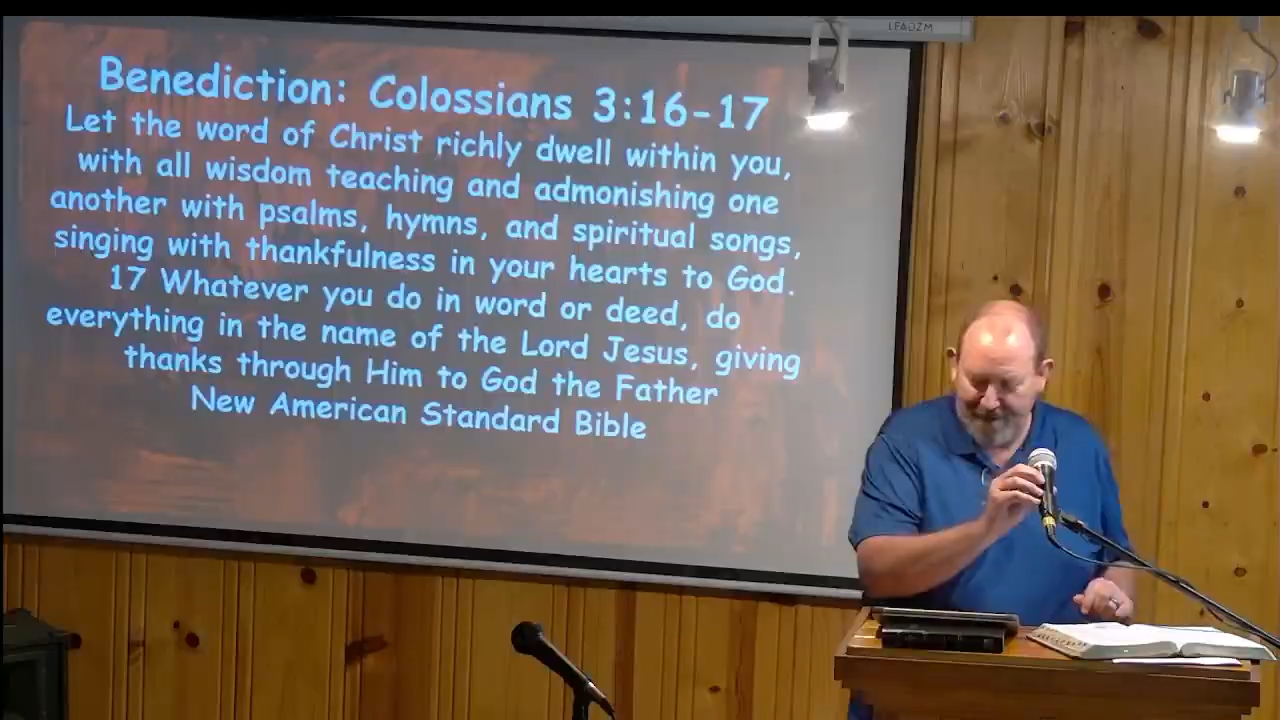 LEADZM
Benediction: Colossians 3:16-17
Let the word of Christ richly dwell within you,
with all wisdom teaching and admonishing one
another with psalms, hymns, and spiritual songs,
singing with thankfulness in your hearts to God.
17 Whatever you do in word or deed, do
everything in the name of the Lord Jesus, giving
thanks through Him to God the Father
New American Standard Bible